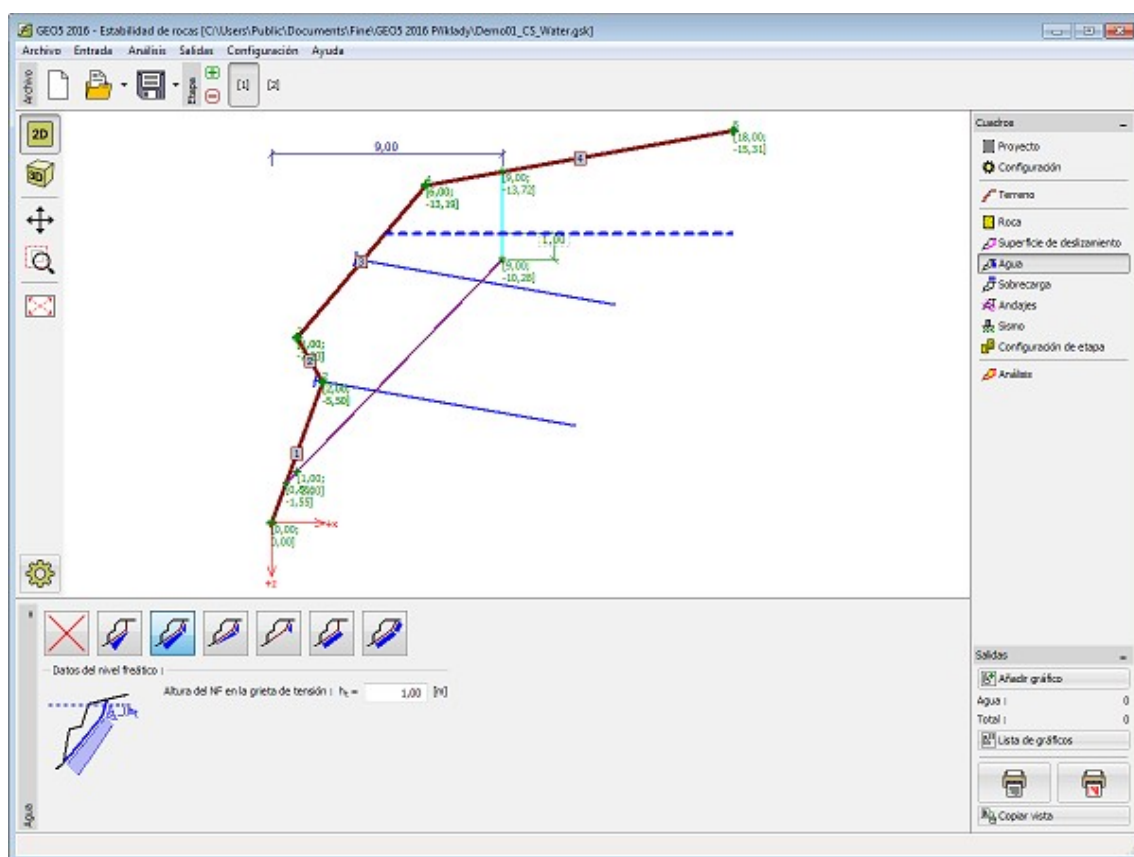 GEO5 2016 - Estabilidad de rocas [C:\Users\Public\Documents\Fine\GEO5 2016 Příklady\Demo01_CS_Water.gsk]
Archivo Entrada Análisis Salidas Configuración Ayuda
Archivo
Etapa
[1] [2]
2D
3D
9,00
[18,00;
-15,31]
4
[9,00;
-13,72]
[6,00;
-13,19]
1,00
3
[9,00;
-10,28]
2
[2,00;
-5,50]
1
[1,00;
-1,55]
[0,00;
0,00]
+x
+z
Cuadros
Proyecto
Configuración
Terreno
Roca
Superficie de deslizamiento
Agua
Sobrecarga
Andajes
Sismo
Configuración de etapa
Análisis
Datos del nivel freático :
Altura del NF en la grieta de tensión : ht = 1,00 [m]
ht
Agua
Salidas
Añadir gráfico
Agua : 0
Total : 0
Lista de gráficos
Copiar vista